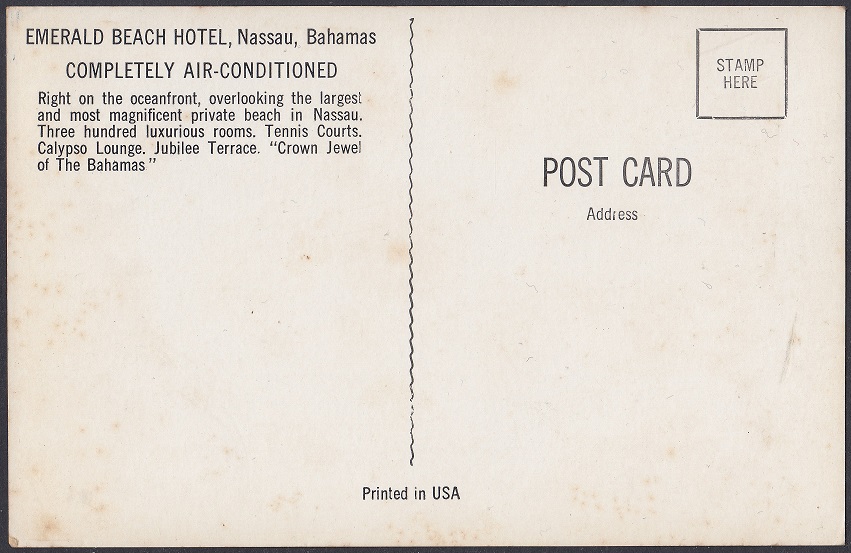 EMERALD BEACH HOTEL, Nassau, Bahamas
COMPLETELY AIR-CONDITIONED
Right on the oceanfront, overlooking the largest
and most magnificent private beach in Nassau.
Three hundred luxurious rooms. Tennis Courts.
Calypso Lounge. Jubilee Terrace. "Crown Jewel
of The Bahamas"
STAMP
HERE
POST CARD
Address
Printed in USA